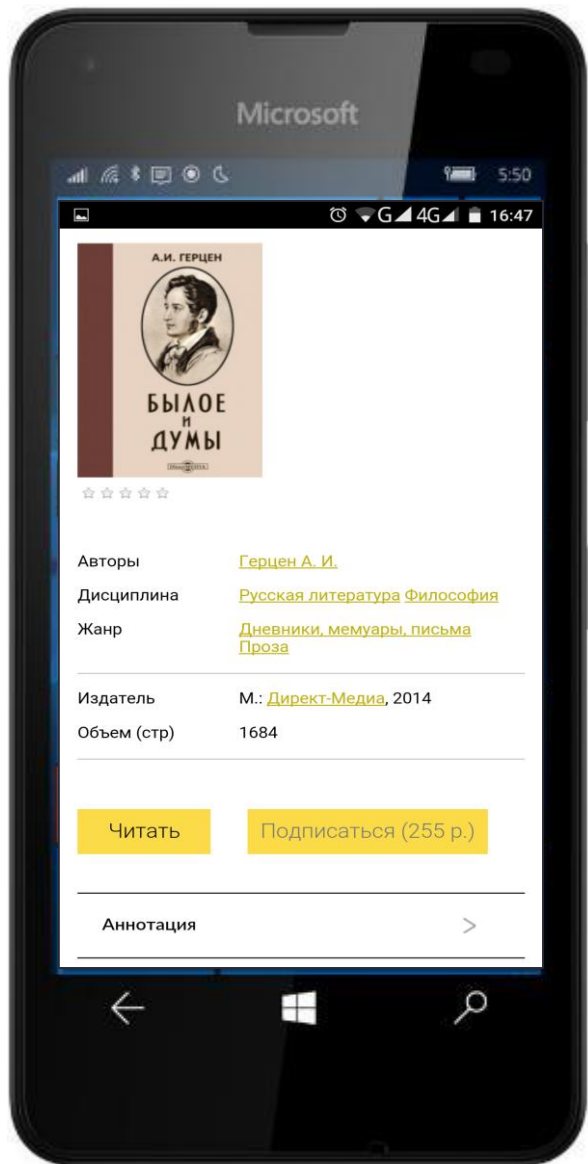 Microsoft
5:50
G 4G 16:47
А.И. ГЕРЦЕН
БЫЛОЕ
И
ДУМЫ
Авторы Герцен А. И.
Дисциплина Русская литература Философия
Жанр Дневники, мемуары, письма
Проза
Издатель М.: Директ-Медиа, 2014
Объем (стр) 1684
Читать Подписаться (255 р.)
Аннотация >